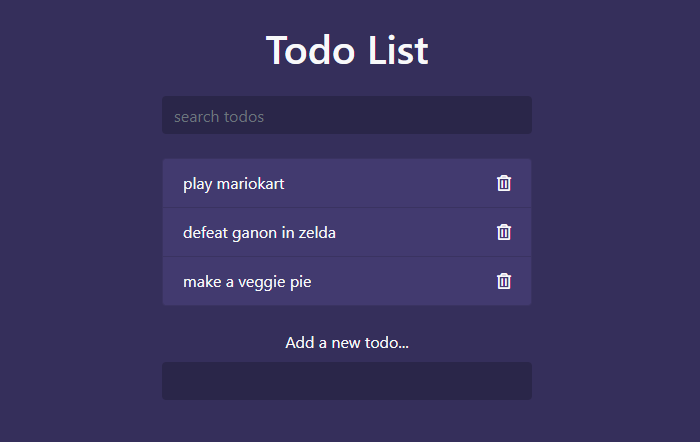 Todo List
search todos
play mariokart
defeat ganon in zelda
make a veggie pie
Add a new todo...